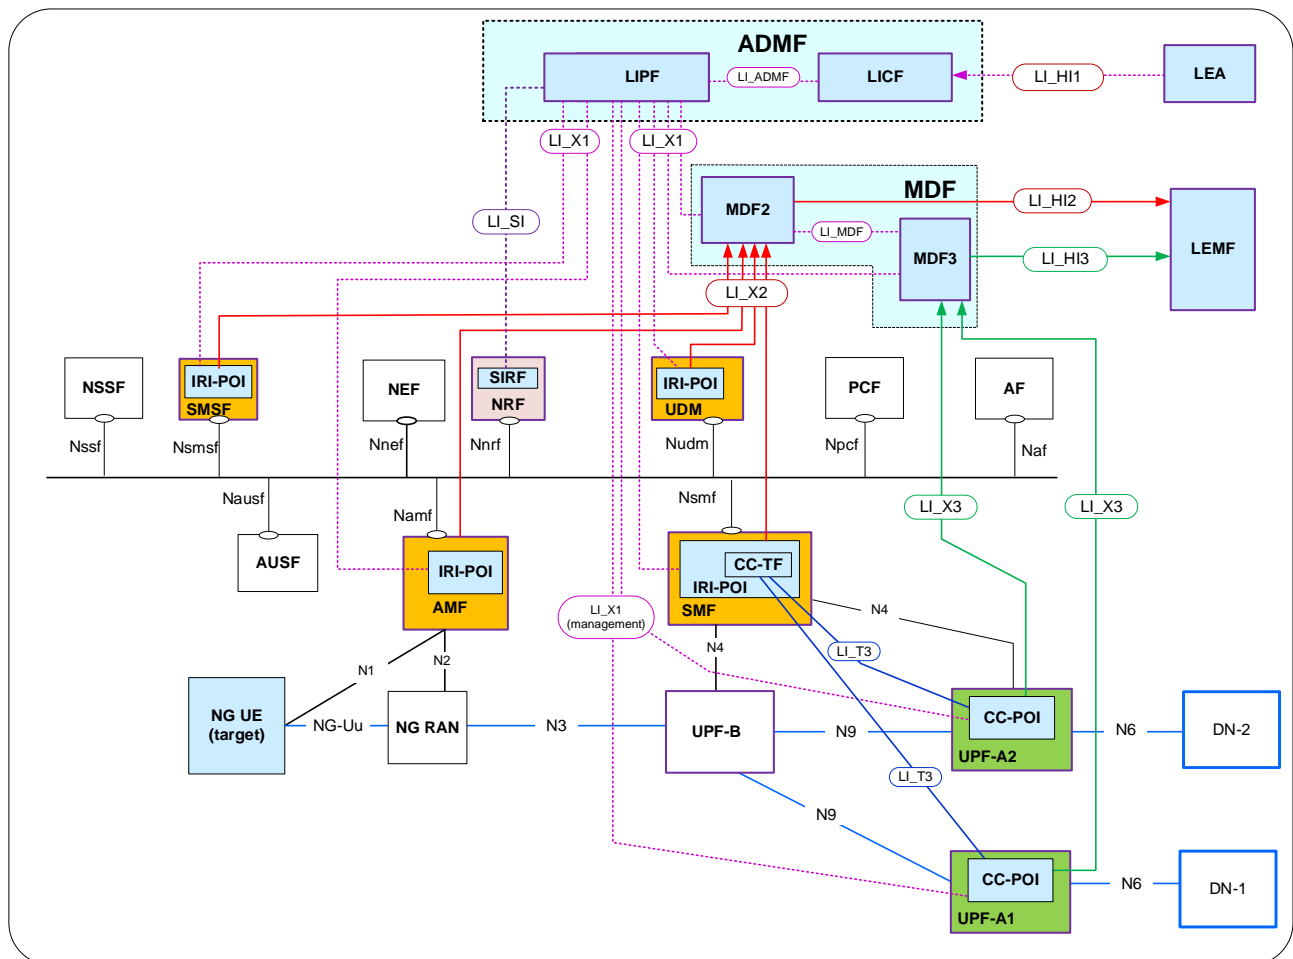 ADMF
LIPF
LI_ADMF
LICF
LI_HI1
LEA
LI_X1
LI_X1
MDF
MDF2
LI_HI2
LI_SI
LI_MDF
LEMF
MDF3
LI_HI3
LI_X2
NSSF
IRI-POI
SMSF
NEF
SIRF
NRF
IRI-POI
UDM
PCF
AF
Nssf
Nsmsf
Nnef
Nnrf
Nudm
Npcf
Naf
Nausf
Namf
Nsmf
LI_X3
LI_X3
AUSF
IRI-POI
AMF
CC-TF
IRI-POI
SMF
LI_X1
(management)
N4
N4
LI_T3
N1
N2
NG UE
(target)
NG-Uu
NG RAN
N3
UPF-B
N9
CC-POI
UPF-A2
N6
DN-2
LI_T3
N9
CC-POI
UPF-A1
N6
DN-1